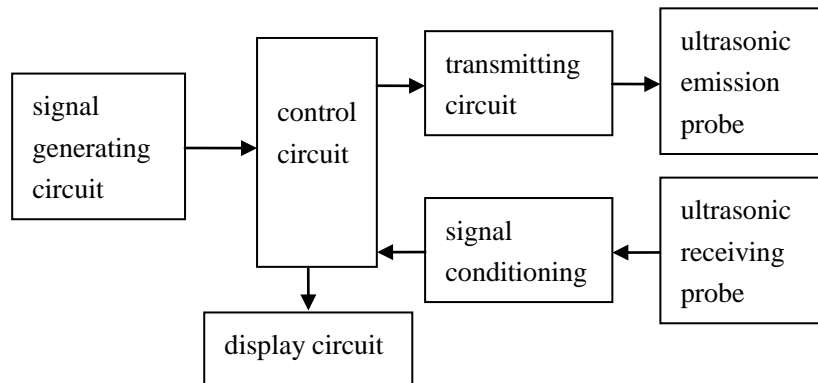 signal
generating
circuit
control
circuit
transmitting
circuit
ultrasonic
emission
probe
signal
conditioning
ultrasonic
receiving
probe
display circuit